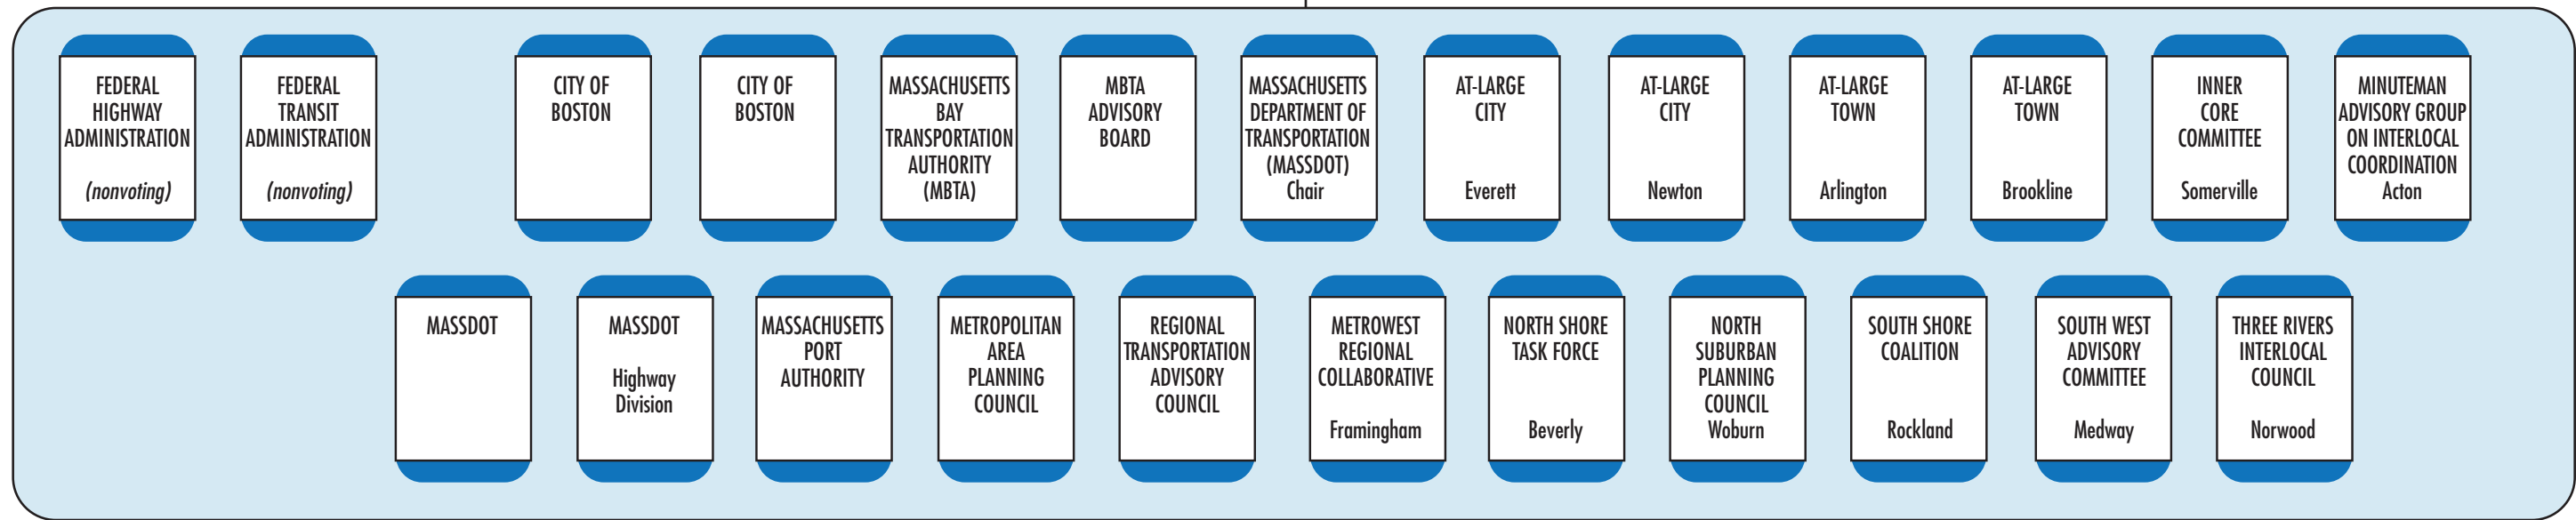 FEDERAL
HIGHWAY
ADMINISTRATION
(nonvoting)
FEDERAL
TRANSIT
ADMINISTRATION
(nonvoting)
CITY OF
BOSTON
CITY OF
BOSTON
MASSACHUSETTS
BAY
TRANSPORTATION
AUTHORITY
(MBTA)
MBTA
ADVISORY
BOARD
MASSACHUSETTS
DEPARTMENT OF
TRANSPORTATION
(MASSDOT)
Chair
AT-LARGE
CITY
Everett
AT-LARGE
CITY
Newton
AT-LARGE
TOWN
Arlington
AT-LARGE
TOWN
Brookline
INNER
CORE
COMMITTEE
Somerville
MINUTEMAN
ADVISORY GROUP
ON INTERLOCAL
COORDINATION
Acton
MASSDOT
MASSDOT
Highway
Division
MASSACHUSETTS
PORT
AUTHORITY
METROPOLITAN
AREA
PLANNING
COUNCIL
REGIONAL
TRANSPORTATION
ADVISORY
COUNCIL
METROWEST
REGIONAL
COLLABORATIVE
Framingham
NORTH SHORE
TASK FORCE
Beverly
NORTH
SUBURBAN
PLANNING
COUNCIL
Woburn
SOUTH SHORE
COALITION
Rockland
SOUTH WEST
ADVISORY
COMMITTEE
Medway
THREE RIVERS
INTERLOCAL
COUNCIL
Norwood